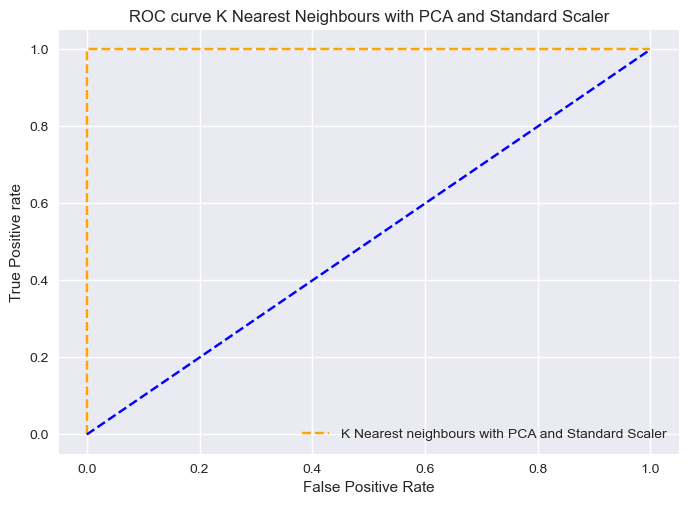 ROC curve K Nearest Neighbours with PCA and Standard Scaler
1.0
0.8
0.6
0.4
0.2
0.0
True Positive rate
K Nearest neighbours with PCA and Standard Scaler
0.0 0.2 0.4 0.6 0.8 1.0
False Positive Rate